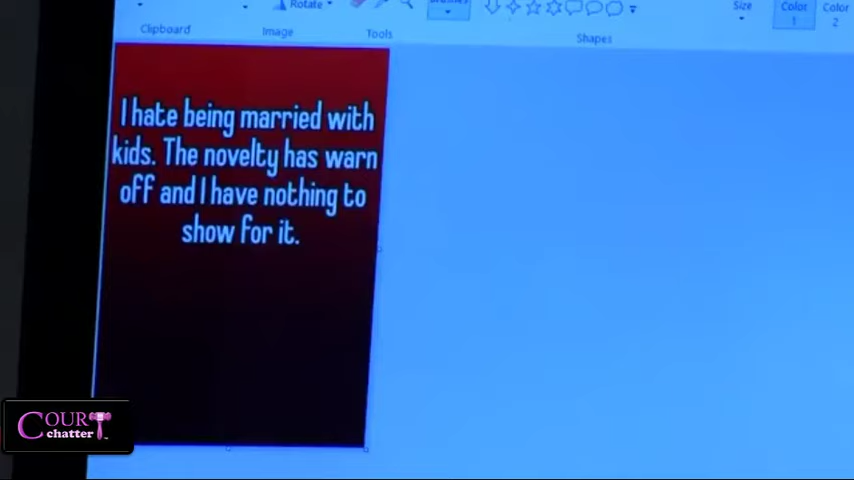 Rotate
Brushes
Size
Color
1
Color
2
Clipboard
Image
Tools
Shapes
I hate being married with
kids. The novelty has warn
off and I have nothing to
show for it.
COURT
chatter